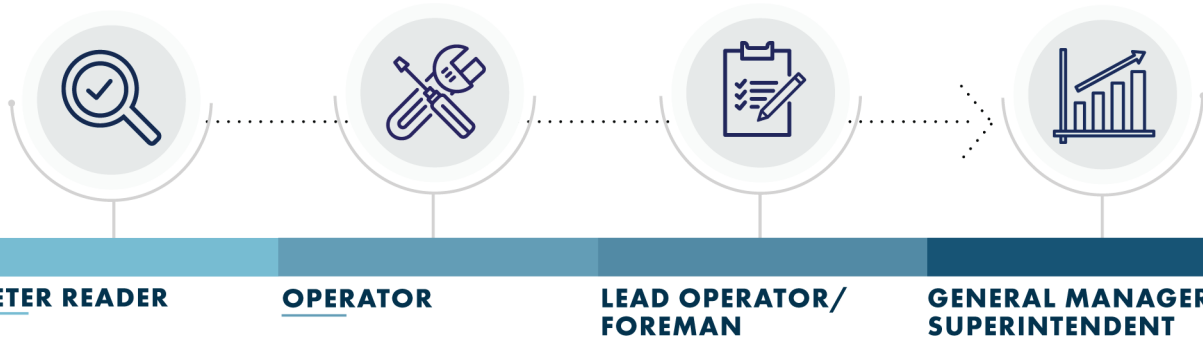 ETER READER
OPERATOR
LEAD OPERATOR/
FOREMAN
GENERAL MANAGER
SUPERINTENDENT